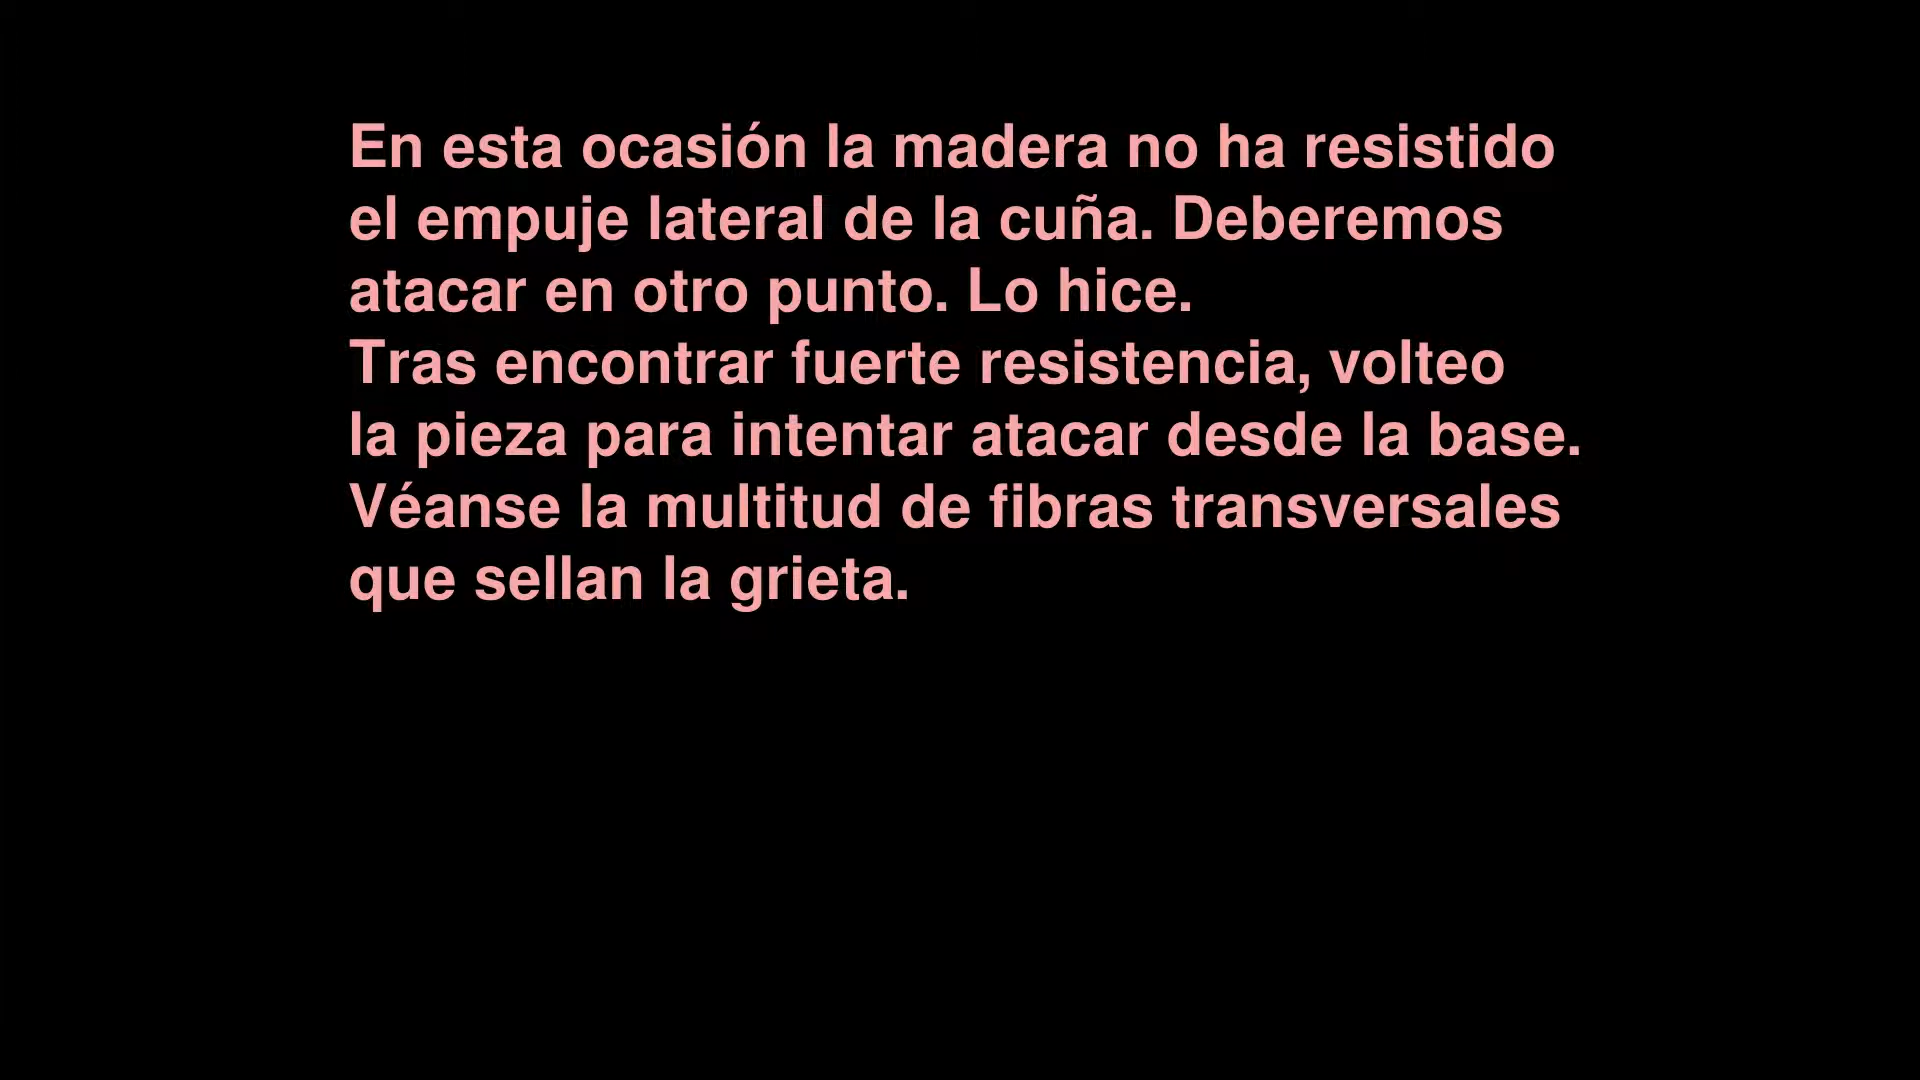 En esta ocasión la madera no ha resistido
el empuje lateral de la cuña. Deberemos
atacar en otro punto. Lo hice.
Tras encontrar fuerte resistencia, volteo
la pieza para intentar atacar desde la base.
Véanse la multitud de fibras transversales
que sellan la grieta.